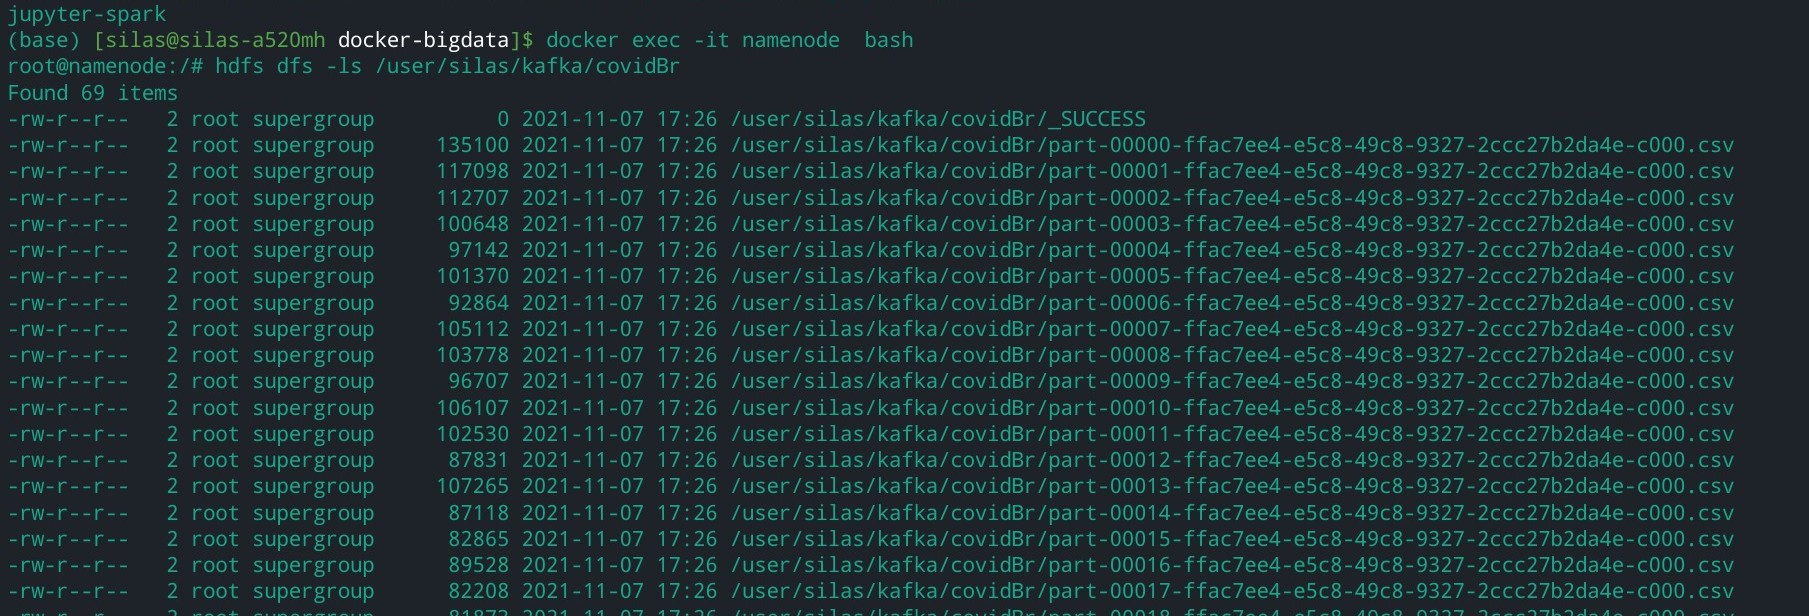 jupyter-spark
(base) [silas@silas-a520mh docker-bigdata]$ docker exec -it namenode  bash
root@namenode:/# hdfs dfs -ls /user/silas/kafka/covidBr
Found 69 items
-rw-r--r--   2 root supergroup          0 2021-11-07 17:26 /user/silas/kafka/covidBr/_SUCCESS
-rw-r--r--   2 root supergroup     135100 2021-11-07 17:26 /user/silas/kafka/covidBr/part-00000-ffac7ee4-e5c8-49c8-9327-2ccc27b2da4e-c000.csv
-rw-r--r--   2 root supergroup     117098 2021-11-07 17:26 /user/silas/kafka/covidBr/part-00001-ffac7ee4-e5c8-49c8-9327-2ccc27b2da4e-c000.csv
-rw-r--r--   2 root supergroup     112707 2021-11-07 17:26 /user/silas/kafka/covidBr/part-00002-ffac7ee4-e5c8-49c8-9327-2ccc27b2da4e-c000.csv
-rw-r--r--   2 root supergroup     100648 2021-11-07 17:26 /user/silas/kafka/covidBr/part-00003-ffac7ee4-e5c8-49c8-9327-2ccc27b2da4e-c000.csv
-rw-r--r--   2 root supergroup      97142 2021-11-07 17:26 /user/silas/kafka/covidBr/part-00004-ffac7ee4-e5c8-49c8-9327-2ccc27b2da4e-c000.csv
-rw-r--r--   2 root supergroup     101370 2021-11-07 17:26 /user/silas/kafka/covidBr/part-00005-ffac7ee4-e5c8-49c8-9327-2ccc27b2da4e-c000.csv
-rw-r--r--   2 root supergroup      92864 2021-11-07 17:26 /user/silas/kafka/covidBr/part-00006-ffac7ee4-e5c8-49c8-9327-2ccc27b2da4e-c000.csv
-rw-r--r--   2 root supergroup     105112 2021-11-07 17:26 /user/silas/kafka/covidBr/part-00007-ffac7ee4-e5c8-49c8-9327-2ccc27b2da4e-c000.csv
-rw-r--r--   2 root supergroup     103778 2021-11-07 17:26 /user/silas/kafka/covidBr/part-00008-ffac7ee4-e5c8-49c8-9327-2ccc27b2da4e-c000.csv
-rw-r--r--   2 root supergroup      96707 2021-11-07 17:26 /user/silas/kafka/covidBr/part-00009-ffac7ee4-e5c8-49c8-9327-2ccc27b2da4e-c000.csv
-rw-r--r--   2 root supergroup     106107 2021-11-07 17:26 /user/silas/kafka/covidBr/part-00010-ffac7ee4-e5c8-49c8-9327-2ccc27b2da4e-c000.csv
-rw-r--r--   2 root supergroup     102530 2021-11-07 17:26 /user/silas/kafka/covidBr/part-00011-ffac7ee4-e5c8-49c8-9327-2ccc27b2da4e-c000.csv
-rw-r--r--   2 root supergroup      87831 2021-11-07 17:26 /user/silas/kafka/covidBr/part-00012-ffac7ee4-e5c8-49c8-9327-2ccc27b2da4e-c000.csv
-rw-r--r--   2 root supergroup     107265 2021-11-07 17:26 /user/silas/kafka/covidBr/part-00013-ffac7ee4-e5c8-49c8-9327-2ccc27b2da4e-c000.csv
-rw-r--r--   2 root supergroup      87118 2021-11-07 17:26 /user/silas/kafka/covidBr/part-00014-ffac7ee4-e5c8-49c8-9327-2ccc27b2da4e-c000.csv
-rw-r--r--   2 root supergroup      82865 2021-11-07 17:26 /user/silas/kafka/covidBr/part-00015-ffac7ee4-e5c8-49c8-9327-2ccc27b2da4e-c000.csv
-rw-r--r--   2 root supergroup      89528 2021-11-07 17:26 /user/silas/kafka/covidBr/part-00016-ffac7ee4-e5c8-49c8-9327-2ccc27b2da4e-c000.csv
-rw-r--r--   2 root supergroup      82208 2021-11-07 17:26 /user/silas/kafka/covidBr/part-00017-ffac7ee4-e5c8-49c8-9327-2ccc27b2da4e-c000.csv